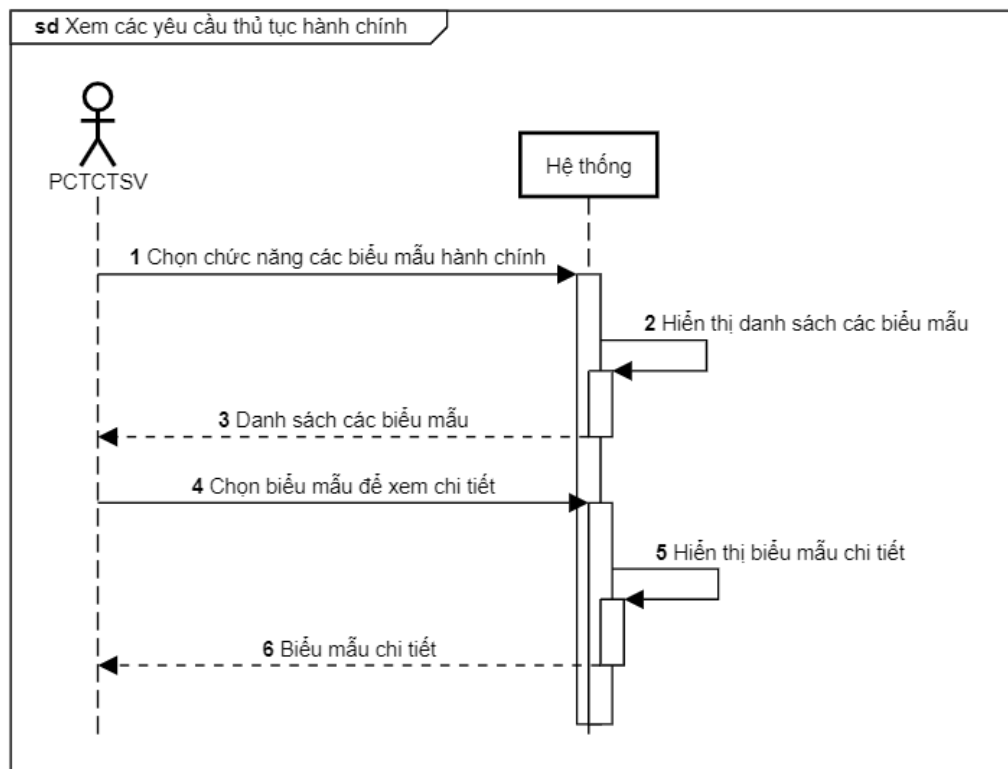 sd Xem các yêu cầu thủ tục hành chính
PCTCTSV
Hệ thống
1 Chọn chức năng các biểu mẫu hành chính
2 Hiển thị danh sách các biểu mẫu
3 Danh sách các biểu mẫu
4 Chọn biểu mẫu để xem chi tiết
5 Hiển thị biểu mẫu chi tiết
6 Biểu mẫu chi tiết